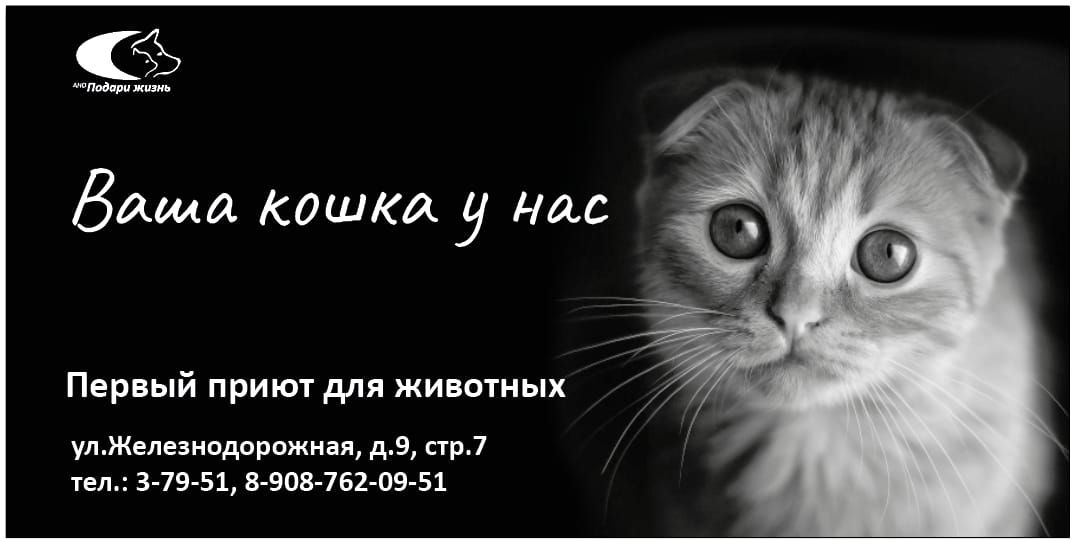 АНО Подари жизнь
Ваша кошка у нас
Первый приют для животных
ул.Железнодорожная, д.9, стр.7
тел.: 3-79-51, 8-908-762-09-51